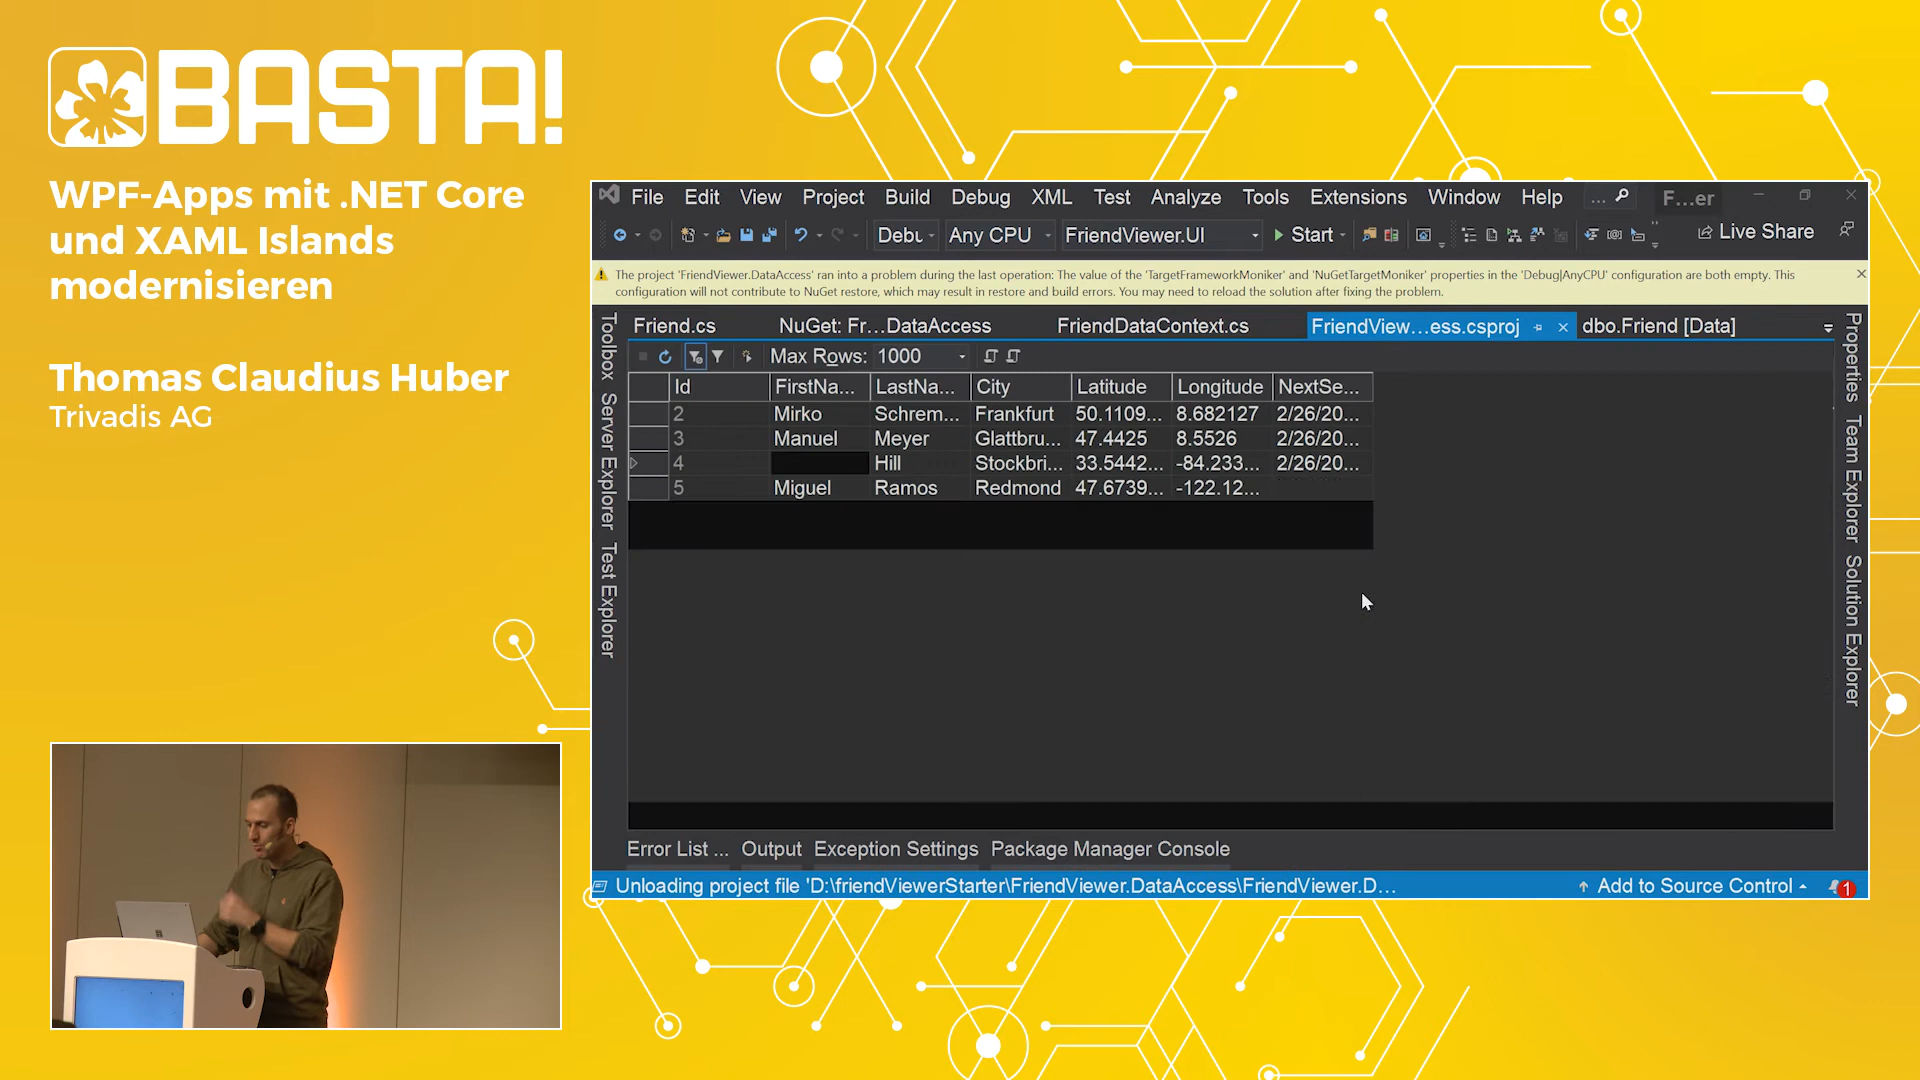 BASTA!
WPF-Apps mit .NET Core
und XAML Islands
modernisieren
Thomas Claudius Huber
Trivadis AG
File Edit View Project Build Debug XML Test Analyze Tools Extensions Window Help ... F...er
Debu Any CPU FriendViewer.UI Start Live Share
The project 'FriendViewer.DataAccess' ran into a problem during the last operation: The value of the 'TargetFrameworkMoniker' and 'NuGetTargetMoniker' properties in the 'Debug|AnyCPU' configuration are both empty. This
configuration will not contribute to NuGet restore, which may result in restore and build errors. You may need to reload the solution after fixing the problem.
Toolbox
Server Explorer
Test Explorer
Friend.cs NuGet: Fr...DataAccess FriendDataContext.cs FriendView...ess.csproj dbo.Friend [Data]
Max Rows: 1000
Id FirstNa... LastNa... City Latitude Longitude NextSe...
2 Mirko Schrem... Frankfurt 50.1109... 8.682127 2/26/20...
3 Manuel Meyer Glattbru... 47.4425 8.5526 2/26/20...
4 Hill Stockbri... 33.5442... -84.233... 2/26/20...
5 Miguel Ramos Redmond 47.6739... -122.12...
Properties
Team Explorer
Solution Explorer
Error List ... Output Exception Settings Package Manager Console
Unloading project file 'D:\friendViewerStarter\FriendViewer.DataAccess\FriendViewer.D... Add to Source Control 1